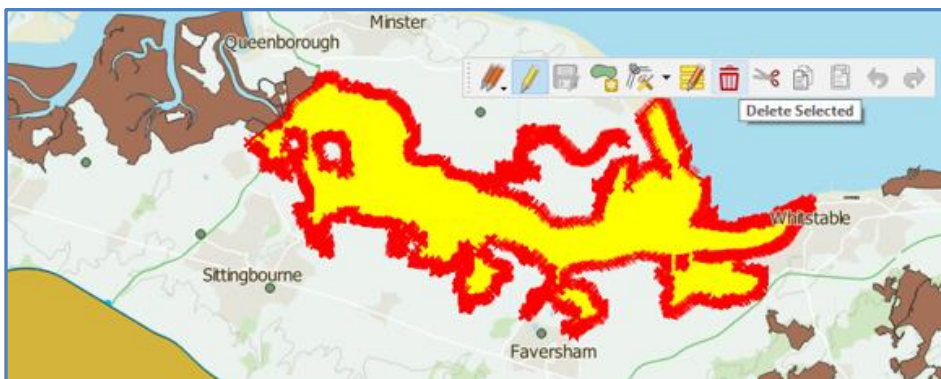 Minster
Queenborough
Delete Selected
Whitstable
Sittingbourne
Faversham